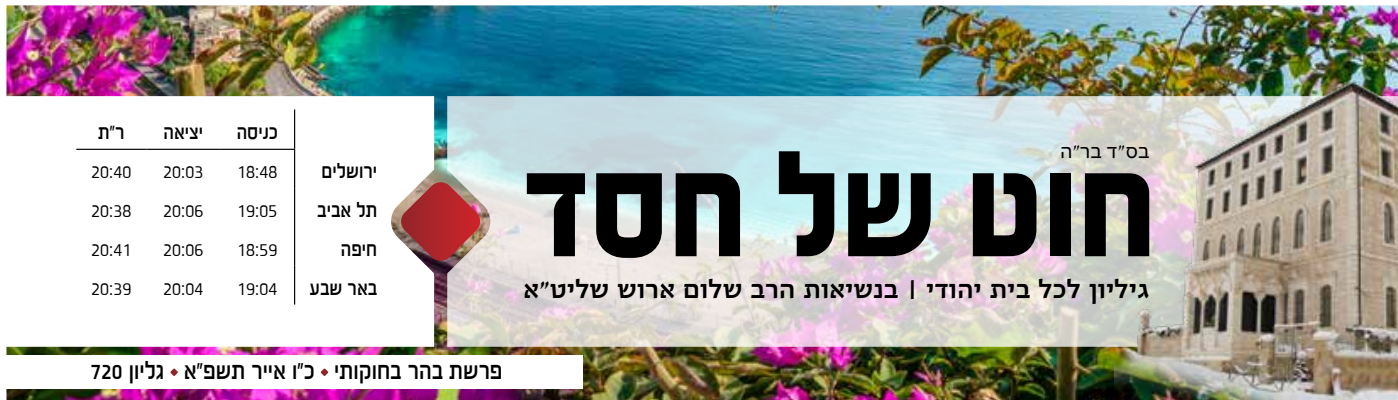 בס"ד בר"ה
חוט של חסד
גיליון לכל בית יהודי | בנשיאות הרב שלום ארוש שליט"א
כניסה יציאה ר"ת
ירושלים 18:48 20:03 20:40
תל אביב 19:05 20:06 20:38
חיפה 18:59 20:06 20:41
באר שבע 19:04 20:04 20:39
פרשת בהר בחוקותי • כ"ו אייר תשפ"א • גליון 720